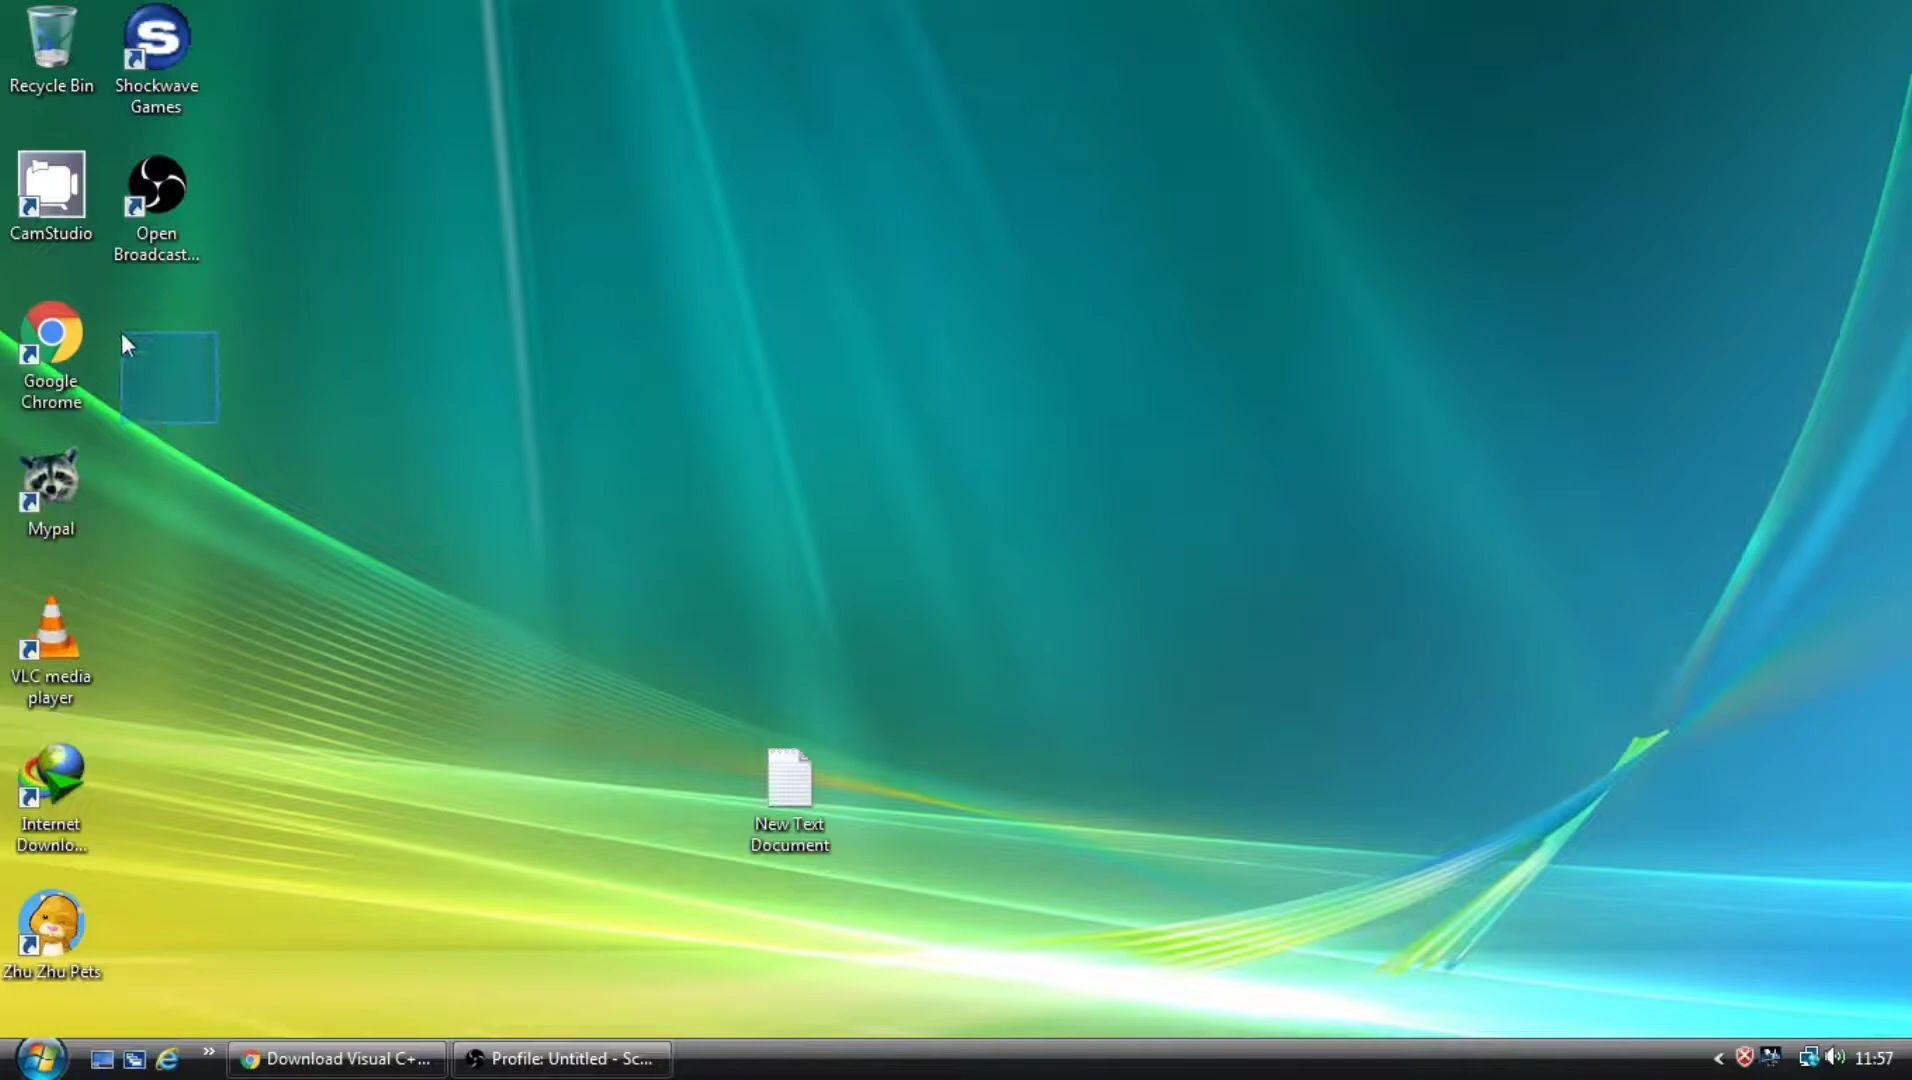 Recycle Bin
Shockwave
Games
CamStudio
Open
Broadcast...
Google
Chrome
Mypal
VLC media
player
Internet
Downlo...
Zhu Zhu Pets
New Text
Document
Download Visual C+...
Profile: Untitled - Sc...
11:57